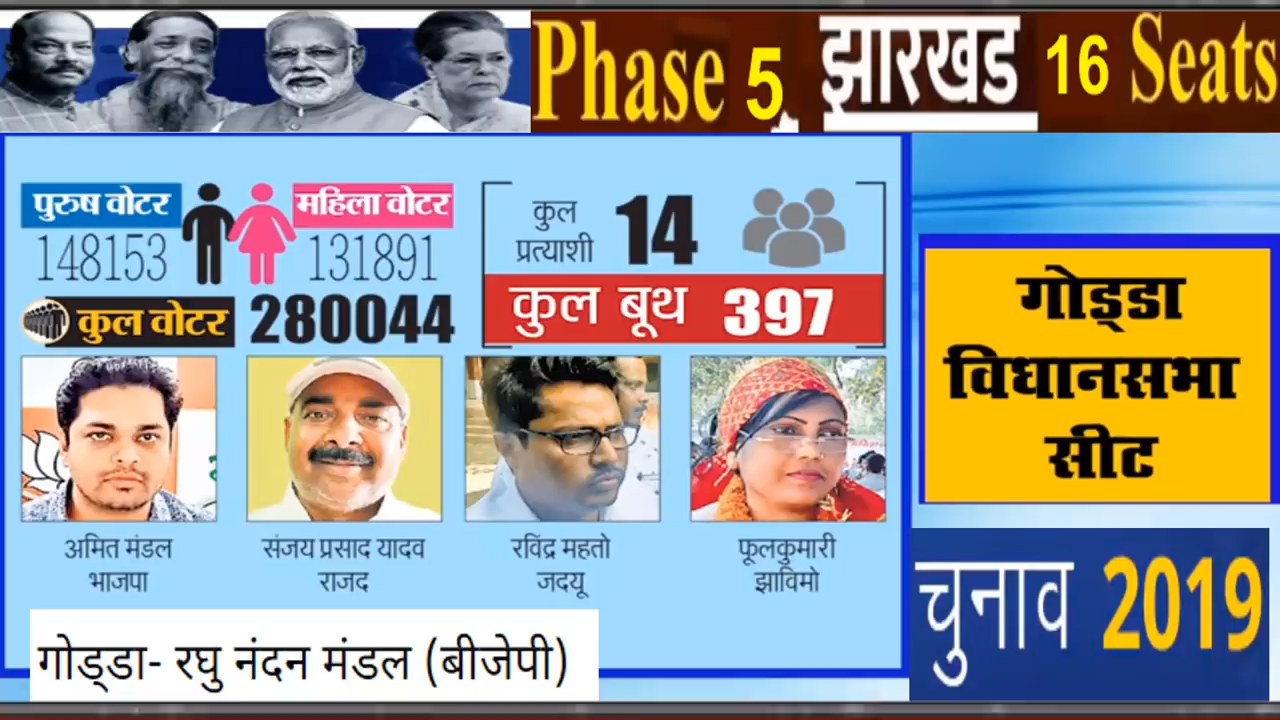 Phase 5 झारखड 16 Seats
पुरुष वोटर
148153
महिला वोटर
131891
कुल वोटर 280044
कुल
प्रत्याशी 14
कुल बूथ 397
अमित मंडल
भाजपा
संजय प्रसाद यादव
राजद
रविंद्र महतो
जदयू
फूलकुमारी
झाविमो
गोड्डा- रघु नंदन मंडल (बीजेपी)
गोड्डा
विधानसभा
सीट
चुनाव 2019